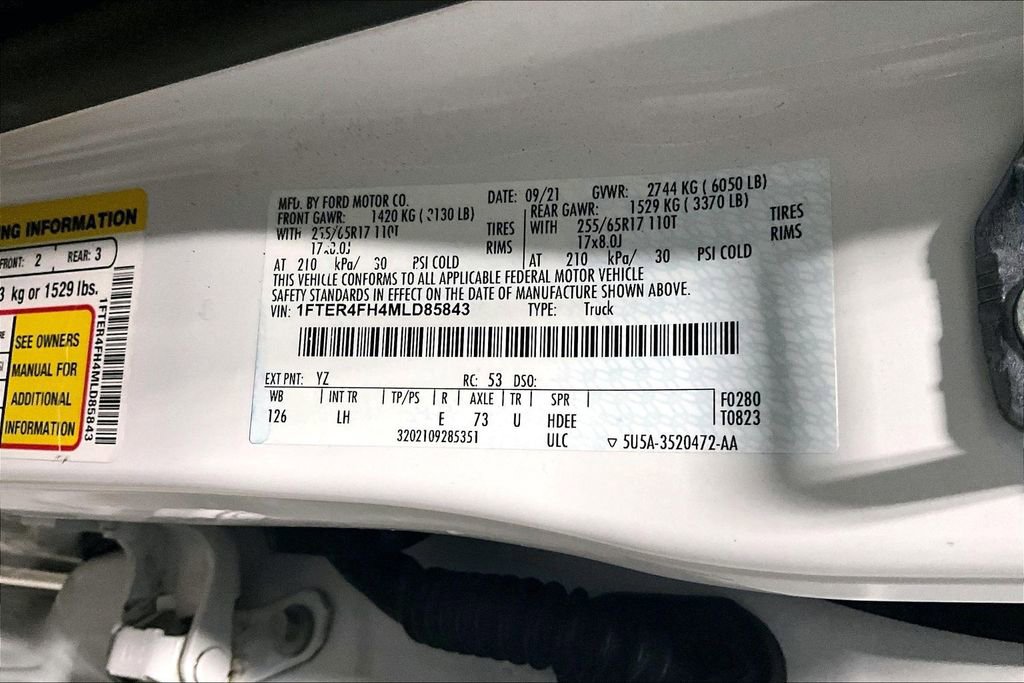 NG INFORMATION
FRONT: 2 REAR: 3
3 kg or 1529 lbs.
SEE OWNERS
MANUAL FOR
ADDITIONAL
INFORMATION
1FTER4FH4MLD85843
MFD. BY FORD MOTOR CO. DATE: 09/21 GVWR: 2744 KG ( 6050 LB)
FRONT GAWR: 1420 KG ( 3130 LB) REAR GAWR: 1529 KG ( 3370 LB)
WITH 255/65R17 110T TIRES WITH 255/65R17 110T TIRES
17x8.0J RIMS 17x8.0J RIMS
AT 210 kPa/ 30 PSI COLD AT 210 kPa/ 30 PSI COLD
THIS VEHICLE CONFORMS TO ALL APPLICABLE FEDERAL MOTOR VEHICLE
SAFETY STANDARDS IN EFFECT ON THE DATE OF MANUFACTURE SHOWN ABOVE.
VIN: 1FTER4FH4MLD85843 TYPE: Truck
EXT PNT: YZ RC: 53 DSO:
WB INT TR TP/PS R AXLE TR SPR F0280
126 LH E 73 U HDEE T0823
3202109285351 ULC ▽ 5U5A-3520472-AA